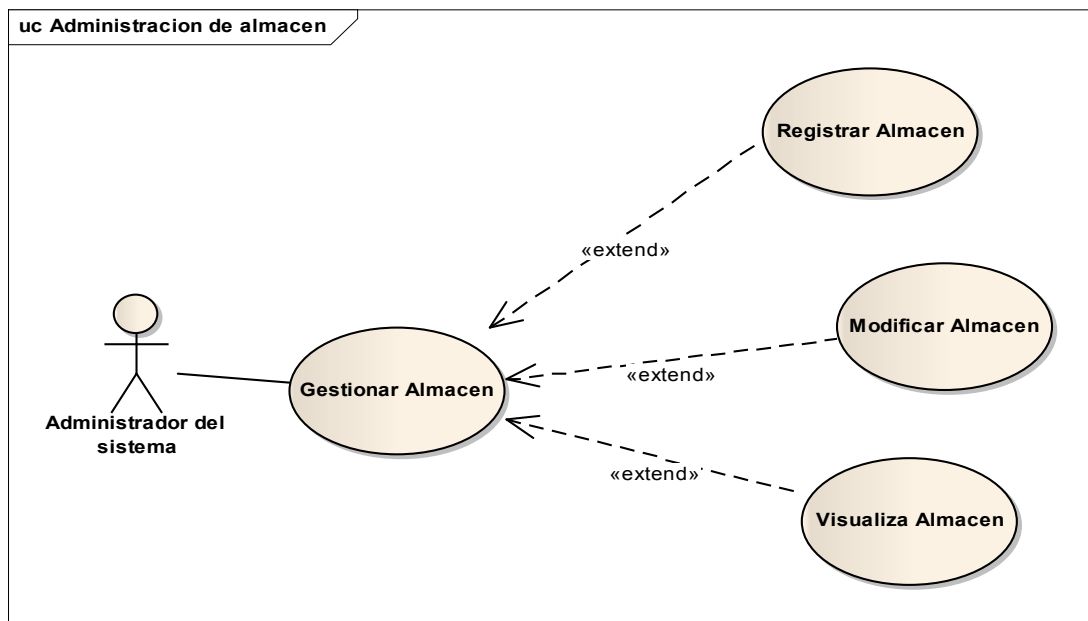 uc Administracion de almacen
Registrar Almacen
«extend»
Modificar Almacen
«extend»
Gestionar Almacen
Administrador del
sistema
«extend»
Visualiza Almacen